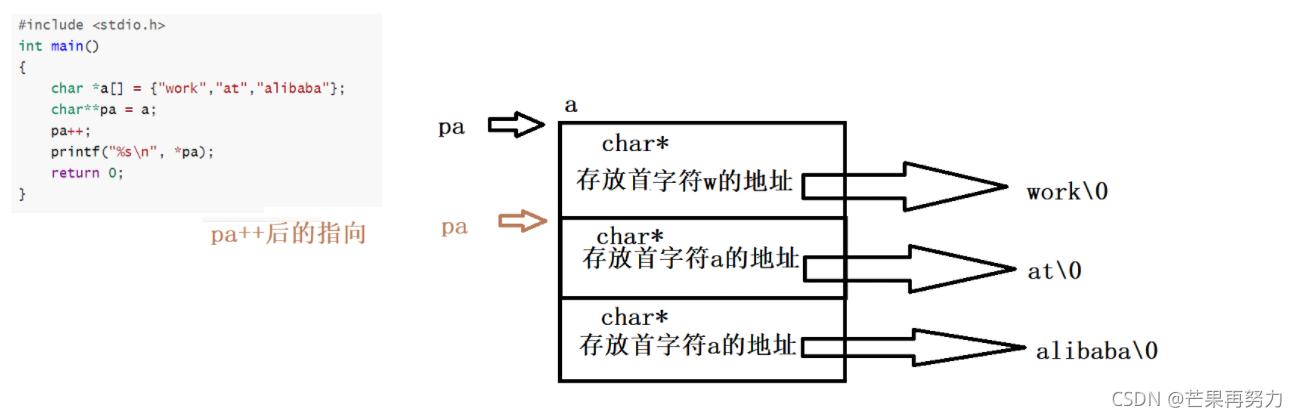 #include <stdio.h>
int main()
{
    char *a[] = {"work","at","alibaba"};
    char**pa = a;
    pa++;
    printf("%s\n", *pa);
    return 0;
}
pa++后的指向
a
pa
char*
存放首字符w的地址
work\0
pa
char*
存放首字符a的地址
at\0
char*
存放首字符a的地址
alibaba\0
CSDN @芒果再努力